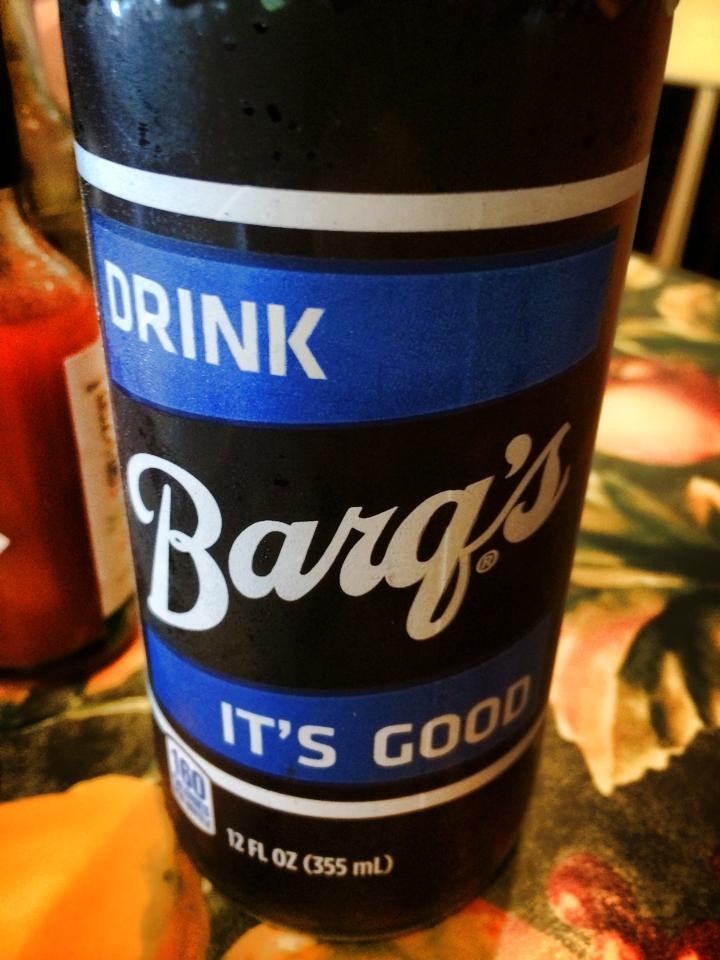 DRINK
Barq's®
IT'S GOOD
160
12 FL OZ (355 mL)